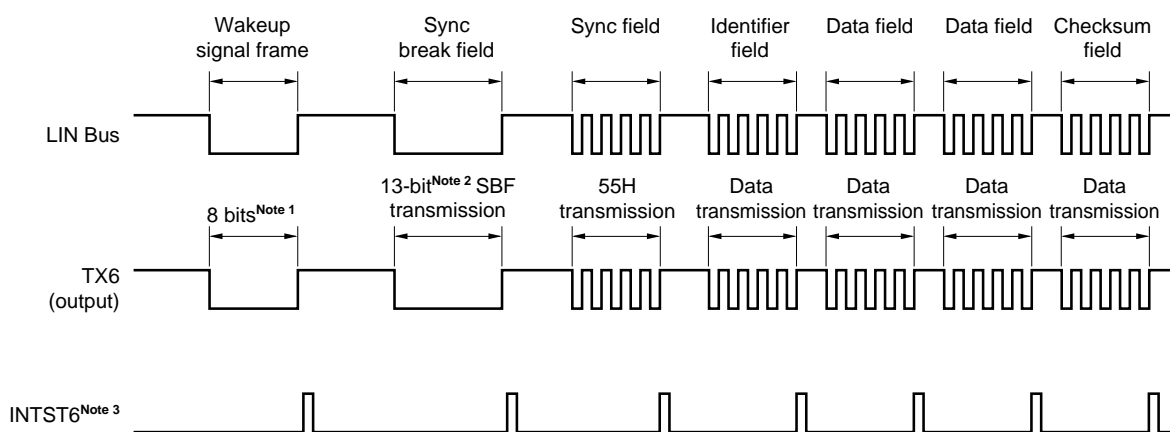 Wakeup
signal frame
Sync
break field
Sync field
Identifier
field
Data field
Data field
Checksum
field
LIN Bus
8 bitsNote 1
13-bitNote 2 SBF
transmission
55H
transmission
Data
transmission
Data
transmission
Data
transmission
Data
transmission
TX6
(output)
INTST6Note 3